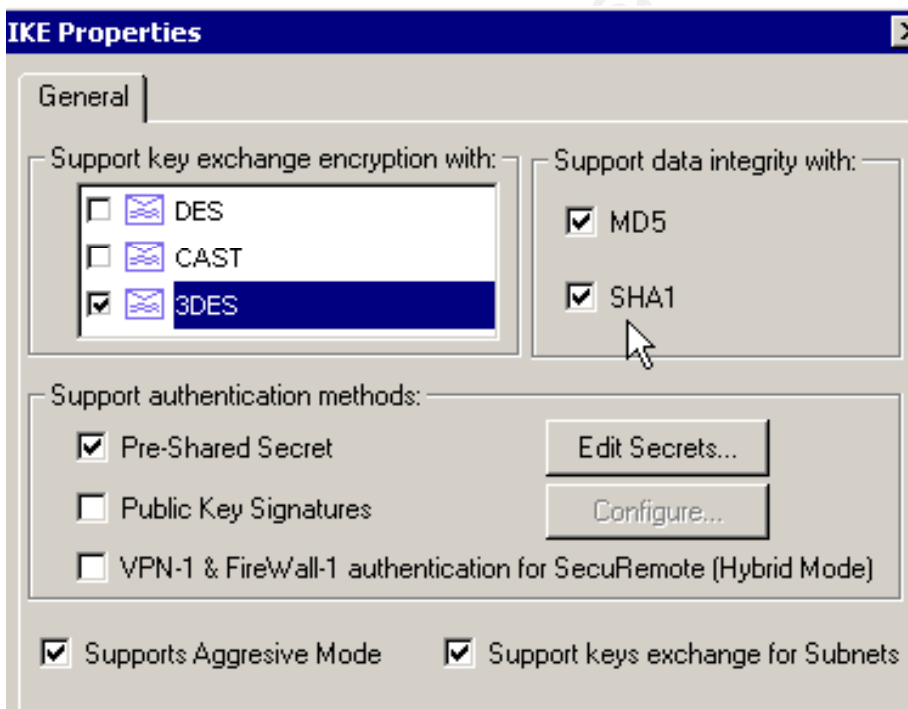 IKE Properties
General
Support key exchange encryption with:
DES
CAST
3DES
Support data integrity with:
MD5
SHA1
Support authentication methods:
Pre-Shared Secret
Edit Secrets...
Public Key Signatures
Configure...
VPN-1 & FireWall-1 authentication for SecuRemote (Hybrid Mode)
Supports Aggresive Mode
Support keys exchange for Subnets